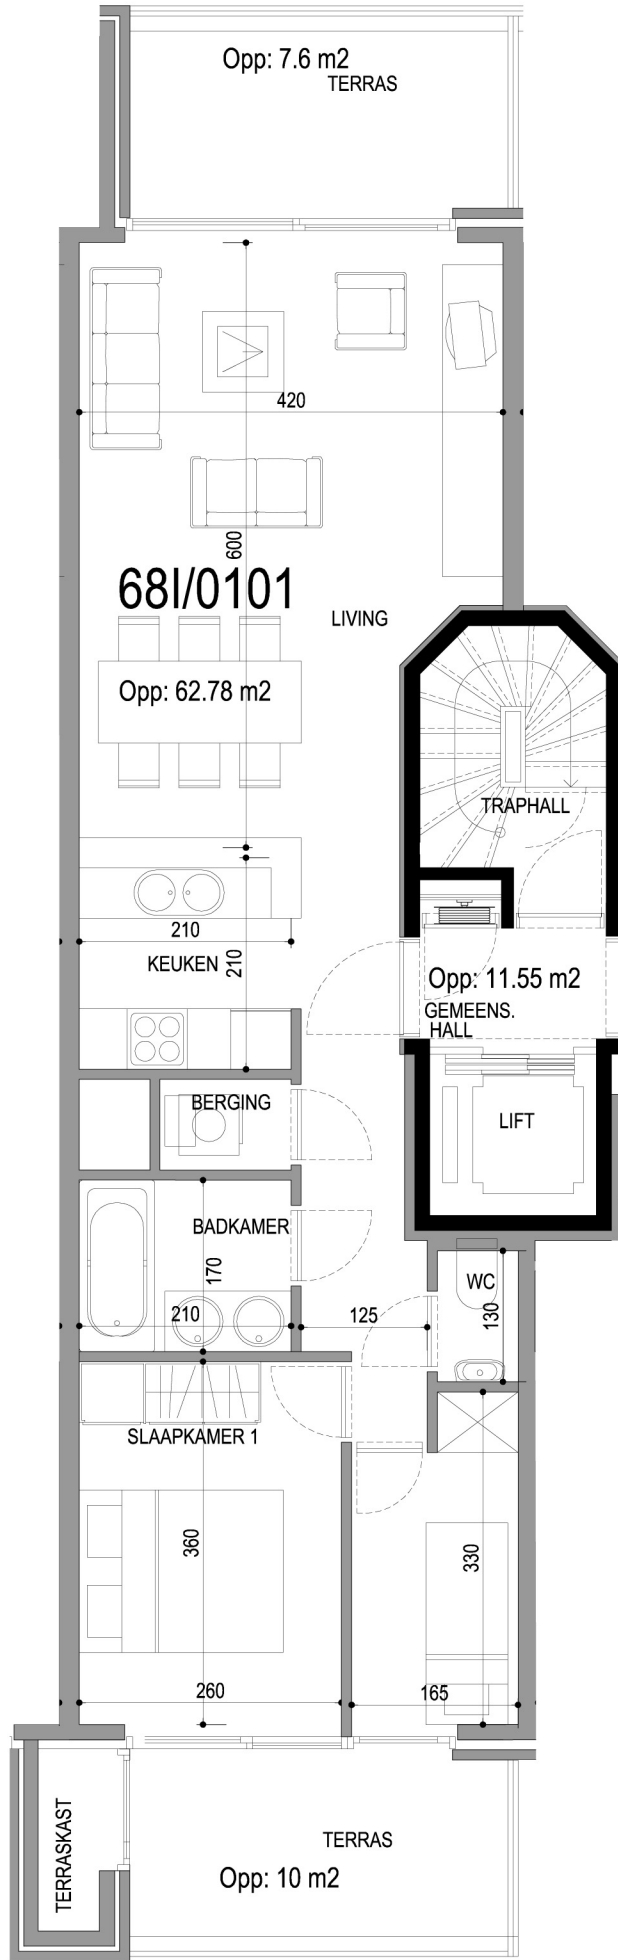 Opp: 7.6 m2
TERRAS
420
600
68I/0101
LIVING
Opp: 62.78 m2
TRAPHALL
210
KEUKEN
210
Opp: 11.55 m2
GEMEENS.
HALL
BERGING
LIFT
BADKAMER
170
WC
210
125
130
SLAAPKAMER 1
360
330
260
165
TERRASKAST
TERRAS
Opp: 10 m2